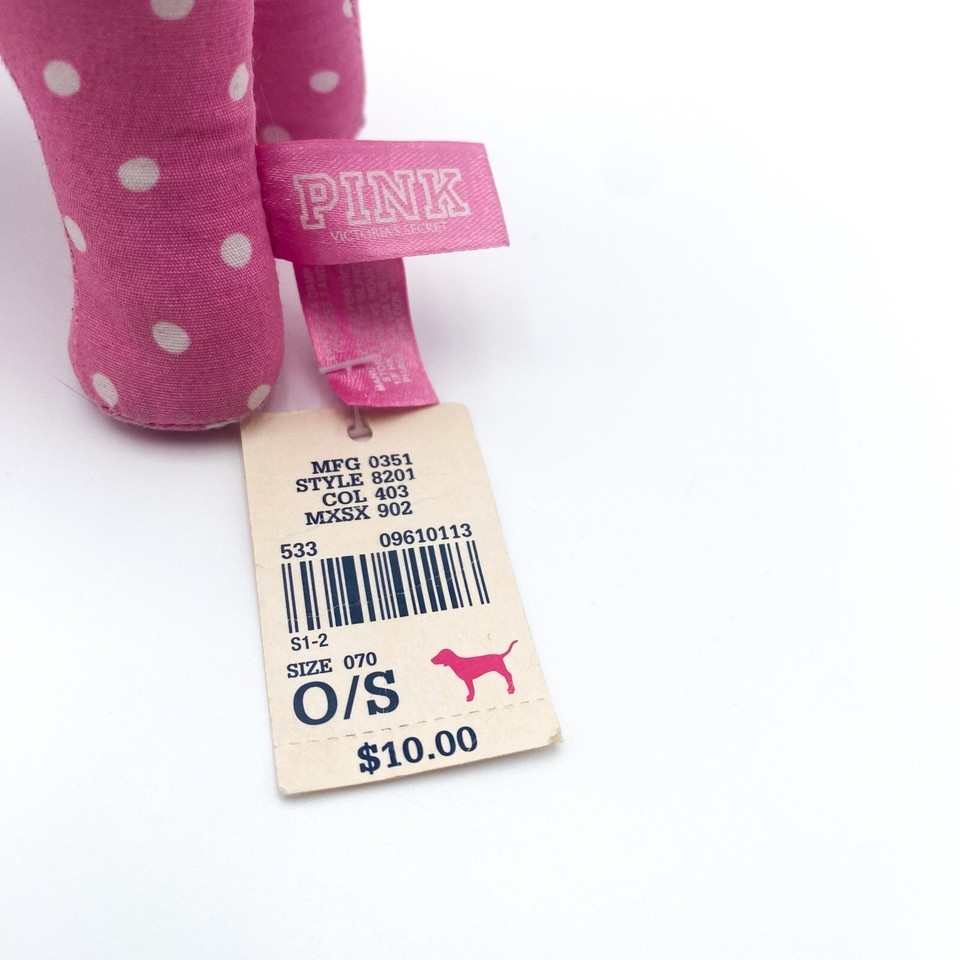 PINK
VICTORIA'S SECRET
MFG 0351
STYLE 8201
COL 403
MXSX 902
533 09610113
S1-2
SIZE 070
O/S
$10.00